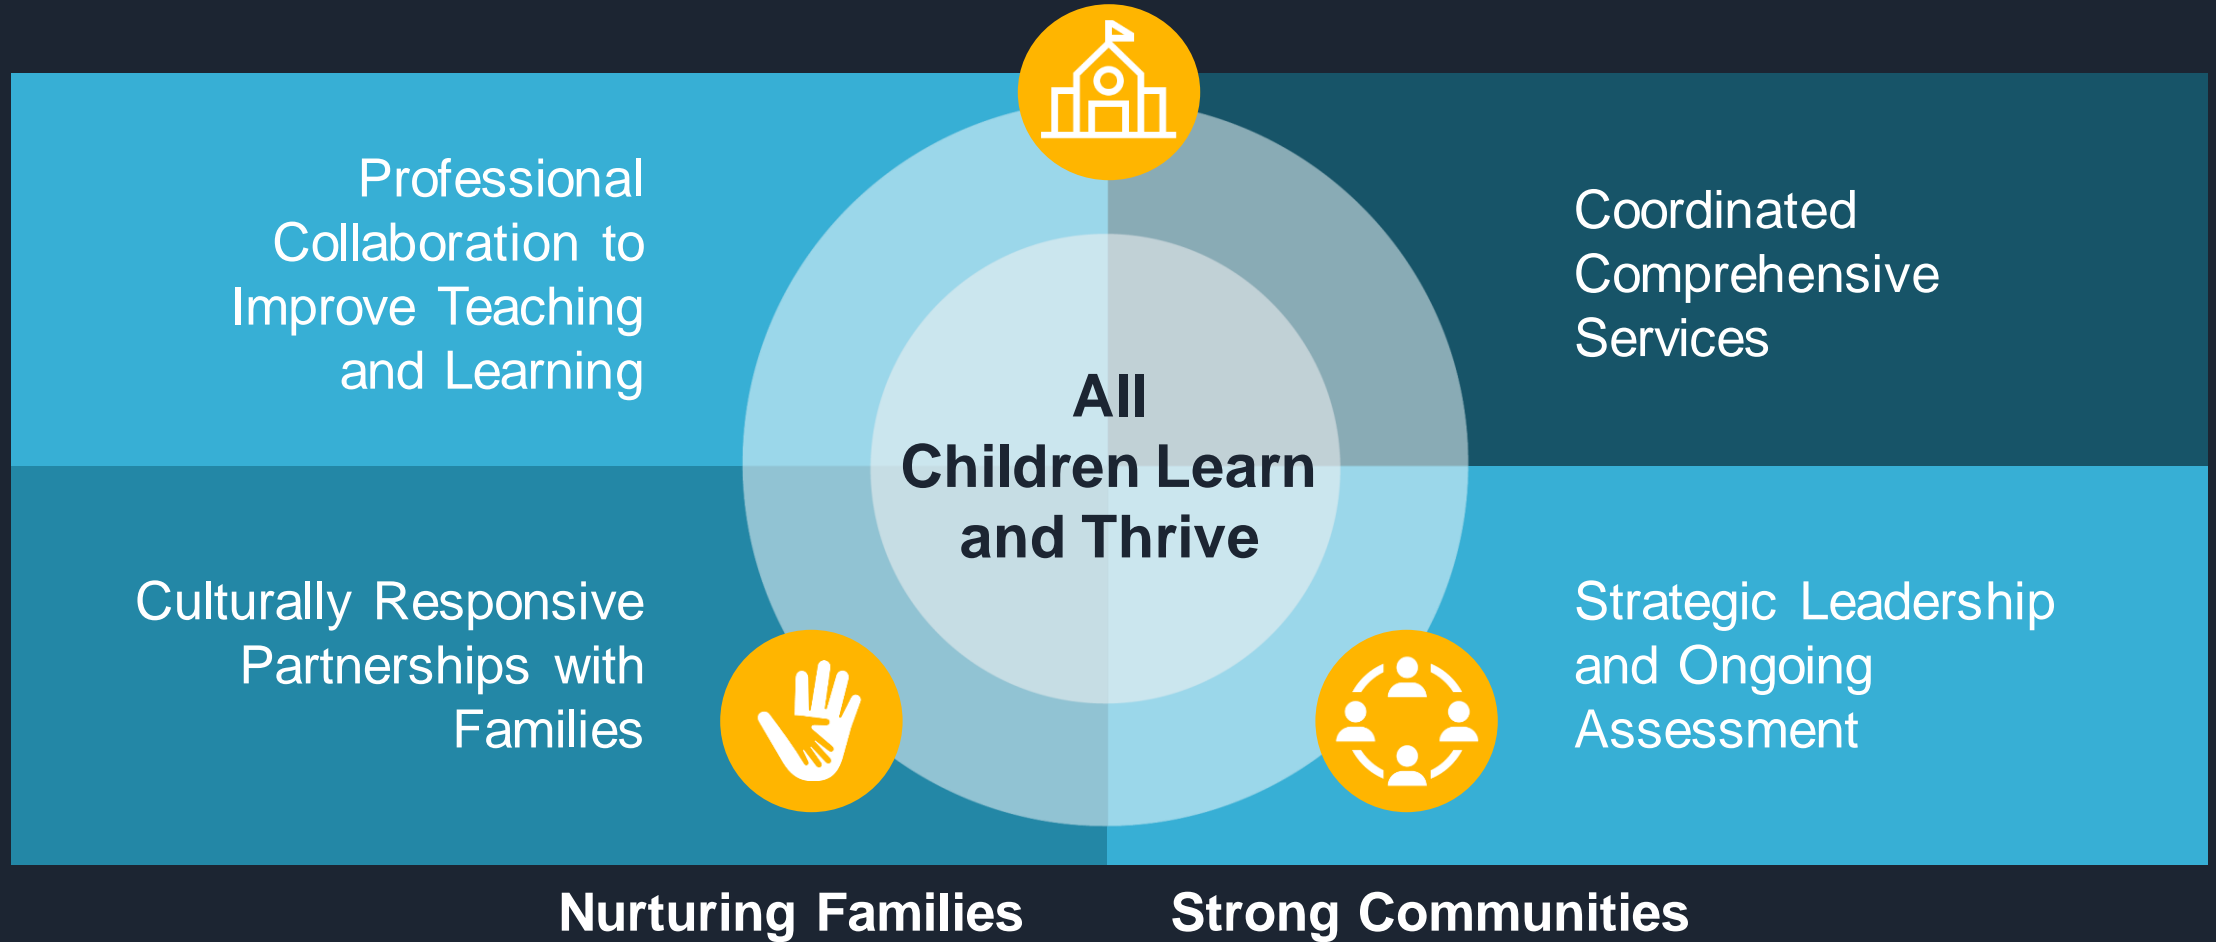 Professional
Collaboration to
Improve Teaching
and Learning
Coordinated
Comprehensive
Services
All
Children Learn
and Thrive
Culturally Responsive
Partnerships with
Families
Strategic Leadership
and Ongoing
Assessment
Nurturing Families
Strong Communities